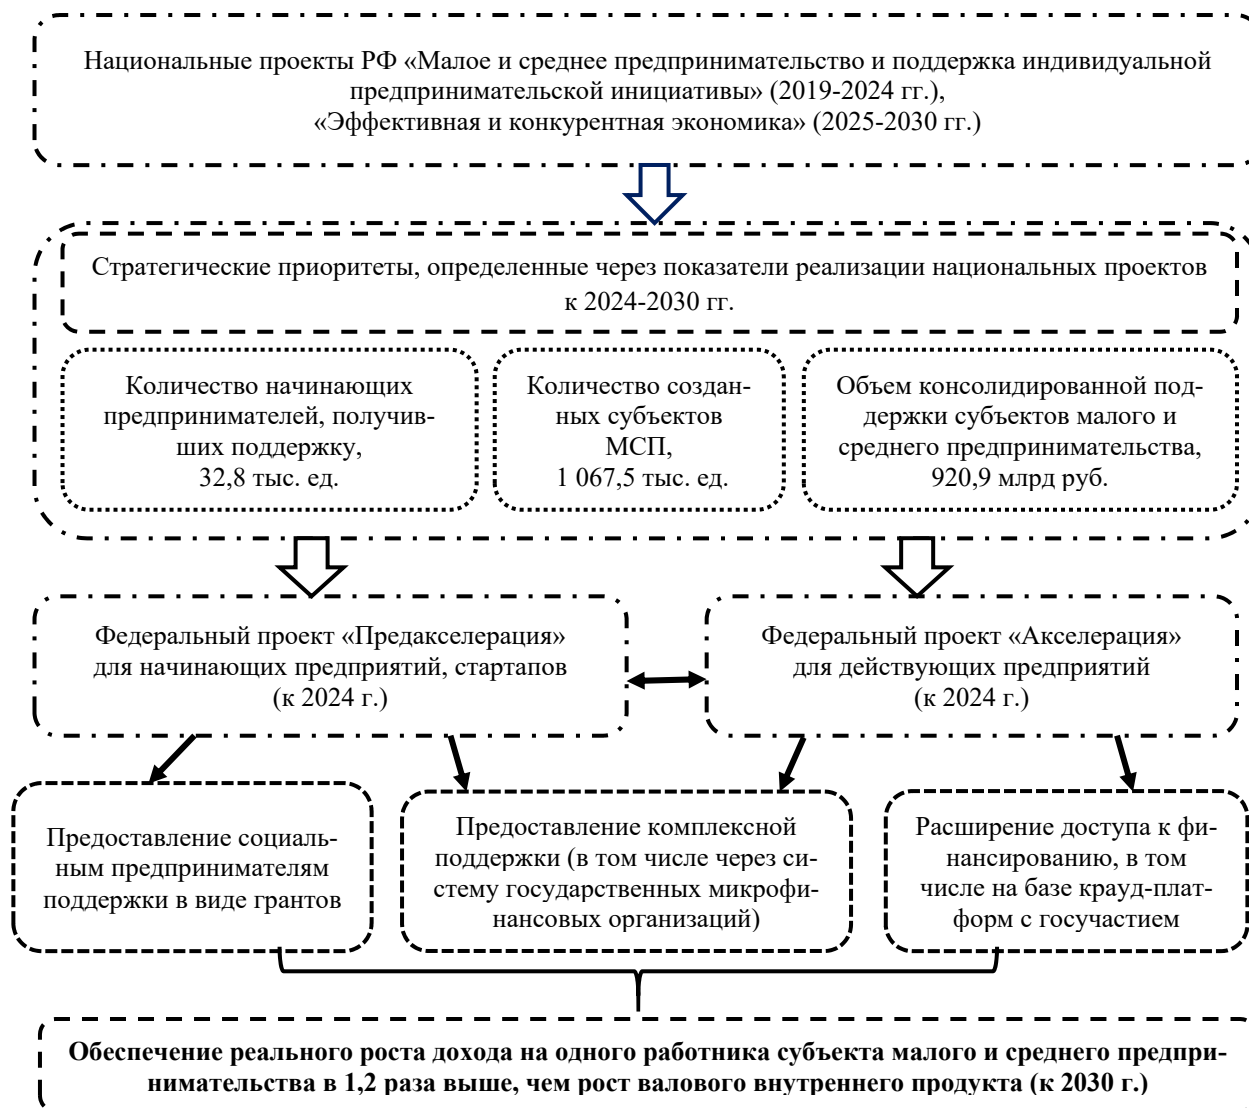 Национальные проекты РФ «Малое и среднее предпринимательство и поддержка индивидуальной
предпринимательской инициативы» (2019-2024 гг.),
«Эффективная и конкурентная экономика» (2025-2030 гг.)
Стратегические приоритеты, определенные через показатели реализации национальных проектов
к 2024-2030 гг.
Количество начинающих
предпринимателей, получив-
ших поддержку,
32,8 тыс. ед.
Количество создан-
ных субъектов
МСП,
1 067,5 тыс. ед.
Объем консолидированной под-
держки субъектов малого и
среднего предпринимательства,
920,9 млрд руб.
Федеральный проект «Предакселерация»
для начинающих предприятий, стартапов
(к 2024 г.)
Федеральный проект «Акселерация»
для действующих предприятий
(к 2024 г.)
Предоставление социаль-
ным предпринимателям
поддержки в виде грантов
Предоставление комплексной
поддержки (в том числе через си-
стему государственных микрофи-
нансовых организаций)
Расширение доступа к фи-
нансированию, в том
числе на базе крауд-плат-
форм с госучастием
Обеспечение реального роста дохода на одного работника субъекта малого и среднего предпри-
нимательства в 1,2 раза выше, чем рост валового внутреннего продукта (к 2030 г.)